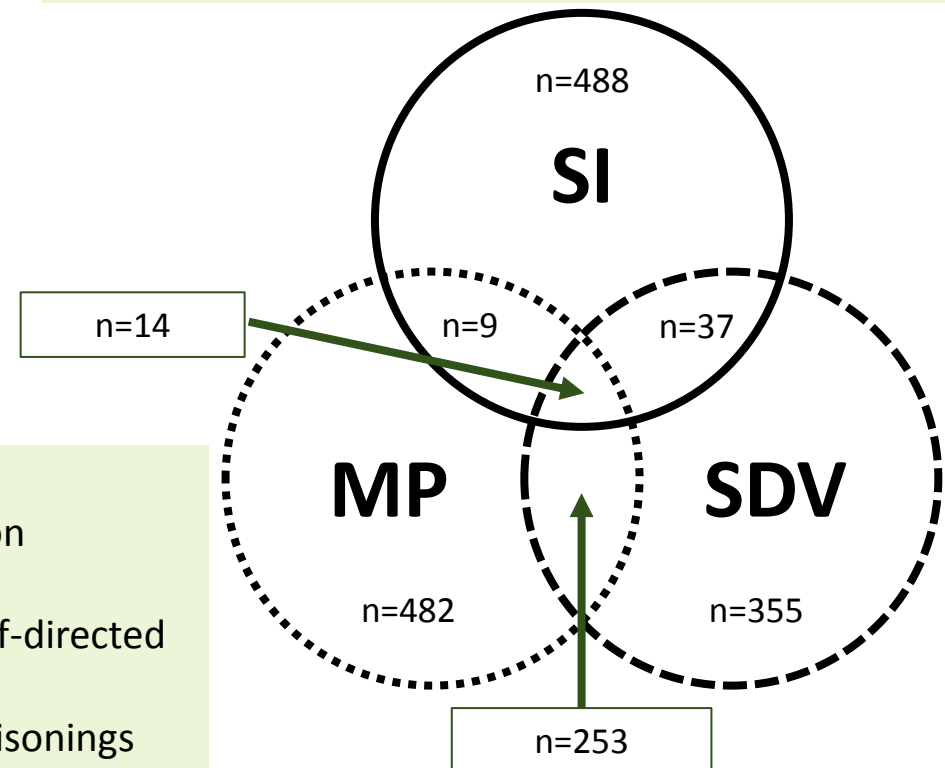 n=488
SI
n=14
n=9
n=37
MP
SDV
on
f-directed
n=482
n=355
isonings
n=253